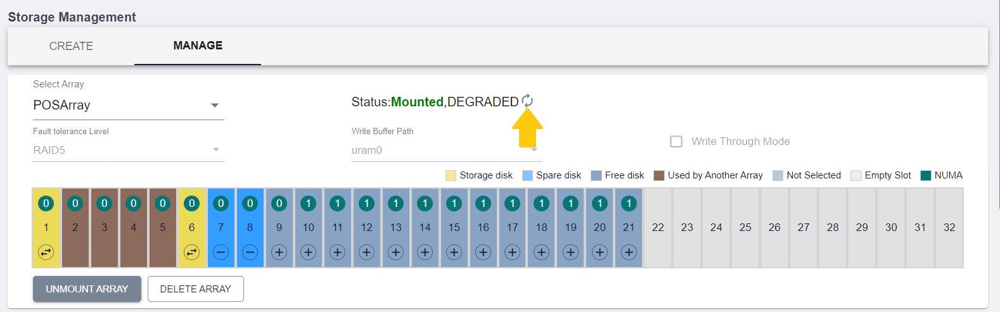 Storage Management
CREATE MANAGE
Select Array
POSArray Status:Mounted,DEGRADED
Fault tolerance Level Write Buffer Path
RAID5 uram0 Write Through Mode
Storage disk Spare disk Free disk Used by Another Array Not Selected Empty Slot NUMA
0 0 0 0 0 0 0 0 0 1 1 1 1 1 1 1 1 1 1 1 1
1 2 3 4 5 6 7 8 9 10 11 12 13 14 15 16 17 18 19 20 21 22 23 24 25 26 27 28 29 30 31 32
UNMOUNT ARRAY DELETE ARRAY